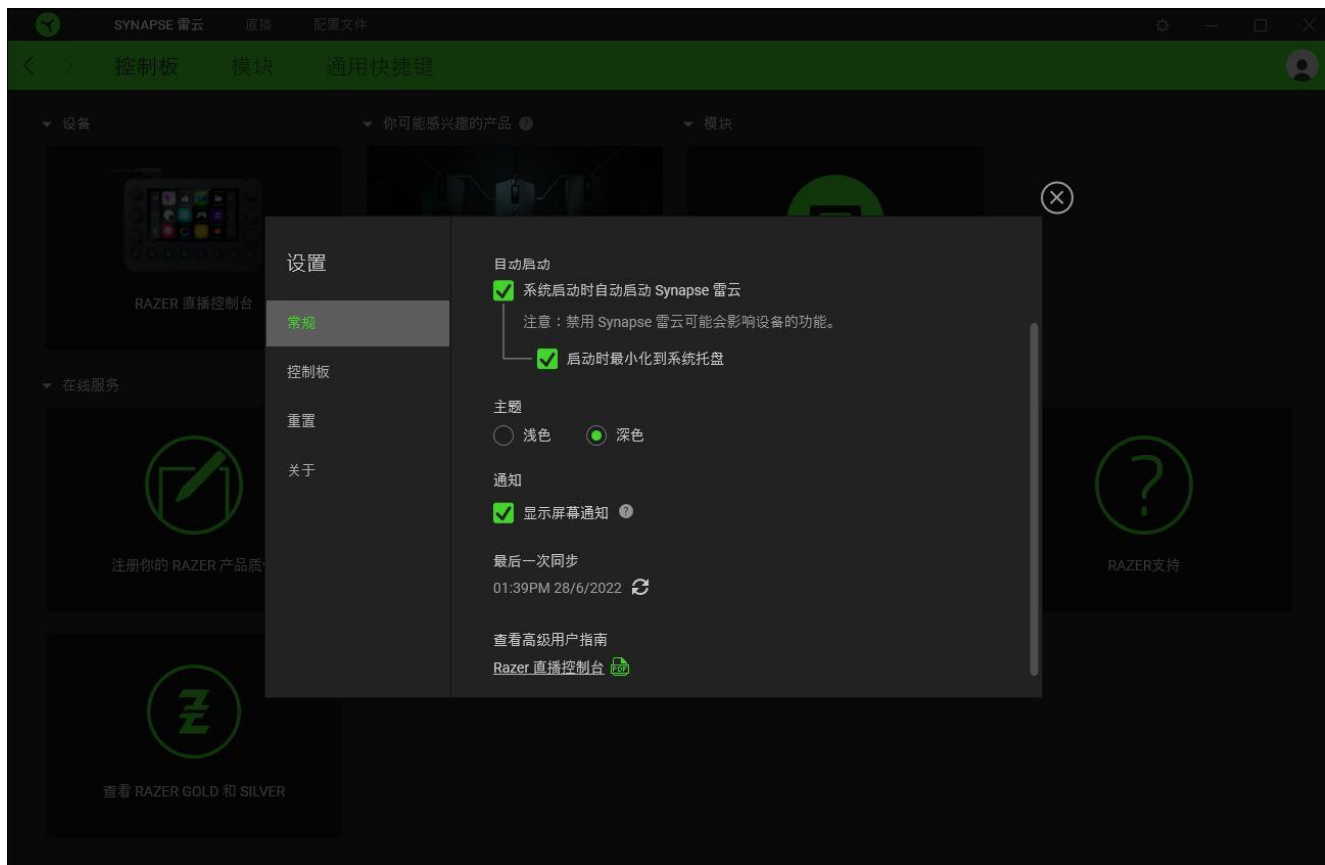 SYNAPSE 雷云 直播 配置文件
控制板 模块 通用快捷键
设备 你可能感兴趣的产品 模块
RAZER 直播控制台
在线服务
注册你的 RAZER 产品质
RAZER支持
查看 RAZER GOLD 和 SILVER
设置
常规
控制板
重置
关于
自动启动
系统启动时自动启动 Synapse 雷云
注意：禁用 Synapse 雷云可能会影响设备的功能。
启动时最小化到系统托盘
主题
浅色 深色
通知
显示屏幕通知
最后一次同步
01:39PM 28/6/2022
查看高级用户指南
Razer 直播控制台 PDF